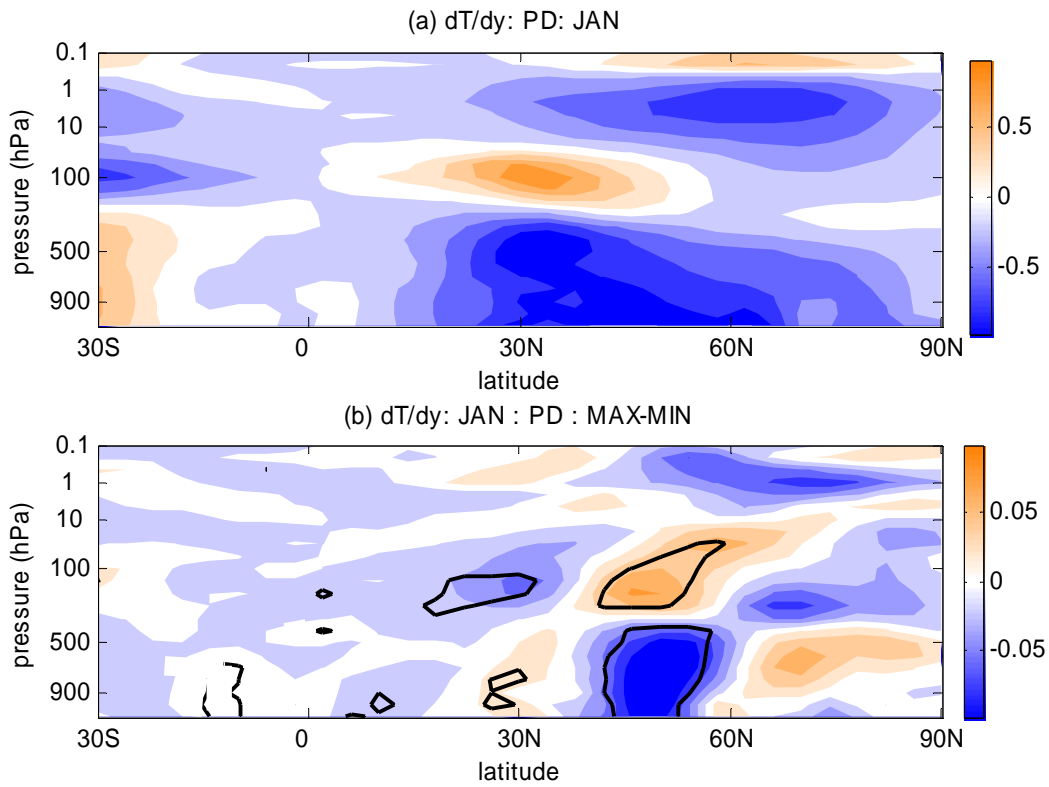 (a) dT/dy: PD: JAN
0.1
1
10
100
500
900
pressure (hPa)
30S 0 30N 60N 90N
latitude
0.5
0
-0.5
(b) dT/dy: JAN : PD : MAX-MIN
0.1
1
10
100
500
900
pressure (hPa)
30S 0 30N 60N 90N
latitude
0.05
0
-0.05